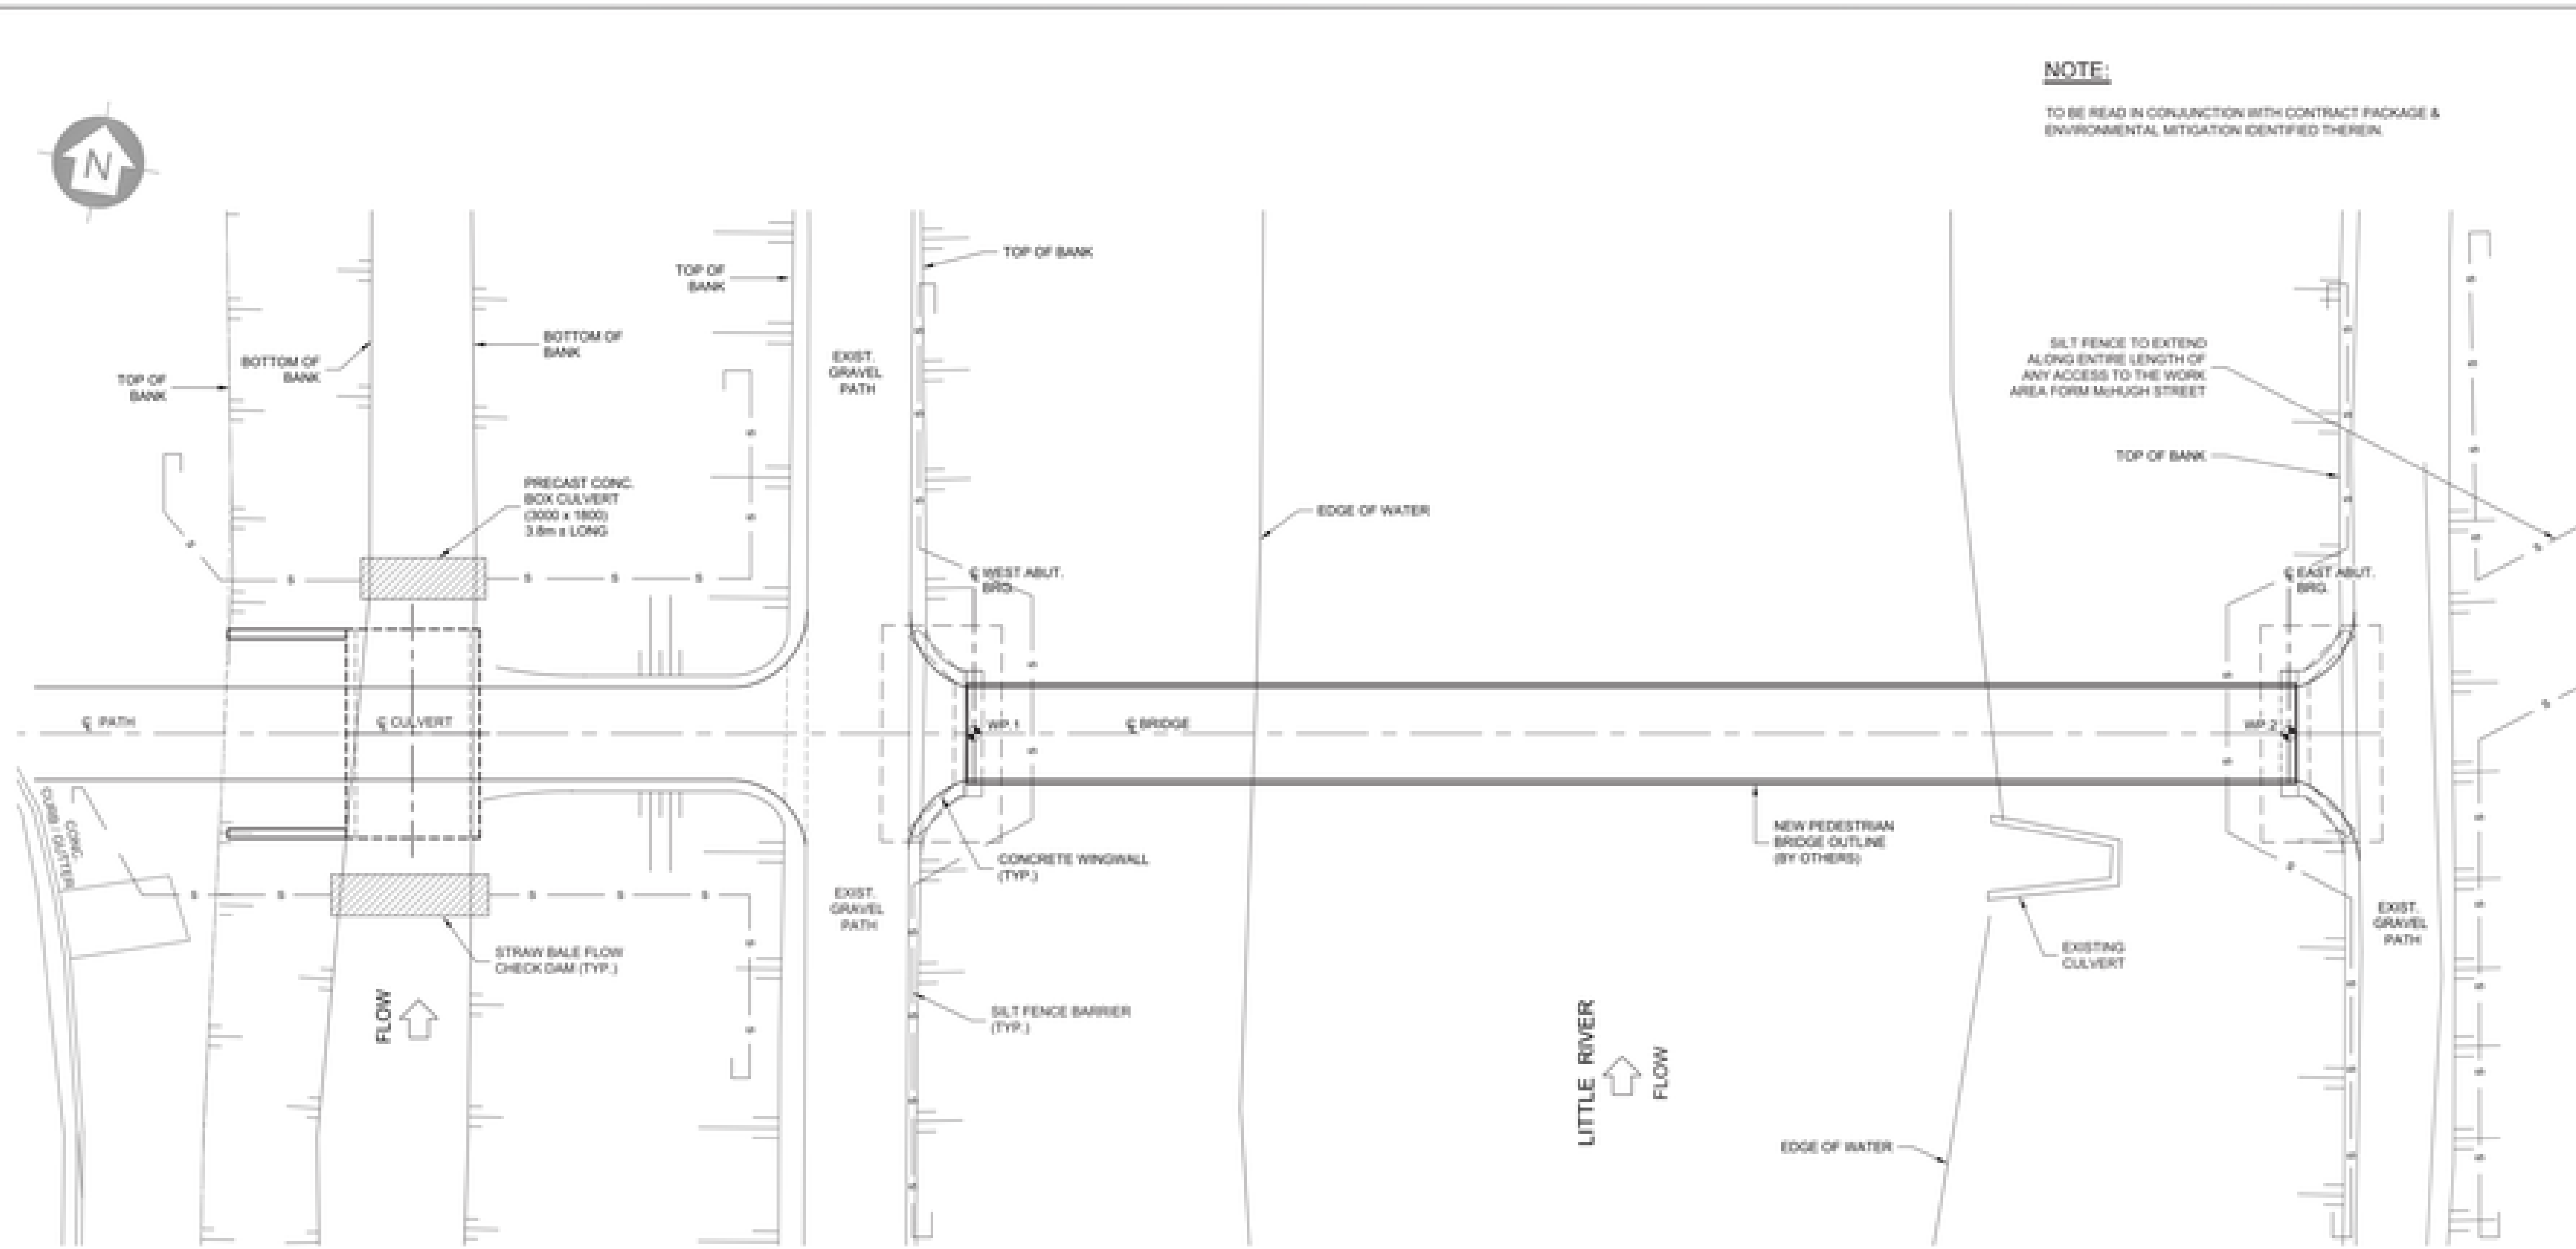 NOTE:
TO BE READ IN CONJUNCTION WITH CONTRACT PACKAGE &
ENVIRONMENTAL MITIGATION IDENTIFIED THEREIN.
N
TOP OF BANK
TOP OF
BANK
BOTTOM OF
BANK
BOTTOM OF
BANK
TOP OF
BANK
EXIST.
GRAVEL
PATH
SILT FENCE TO EXTEND
ALONG ENTIRE LENGTH OF
ANY ACCESS TO THE WORK
AREA FORM McHUGH STREET
TOP OF BANK
PRECAST CONC.
BOX CULVERT
(3000 x 1800)
3.6m ± LONG
EDGE OF WATER
℄ WEST ABUT.
BRG.
℄ EAST ABUT.
BRG.
℄ PATH
℄ CULVERT
WP.1
℄ BRIDGE
WP.2
CONC.
CURB / GUTTER
CONCRETE WINGWALL
(TYP.)
NEW PEDESTRIAN
BRIDGE OUTLINE
(BY OTHERS)
EXIST.
GRAVEL
PATH
EXIST.
GRAVEL
PATH
STRAW BALE FLOW
CHECK DAM (TYP.)
EXISTING
CULVERT
FLOW
SILT FENCE BARRIER
(TYP.)
LITTLE RIVER
FLOW
EDGE OF WATER